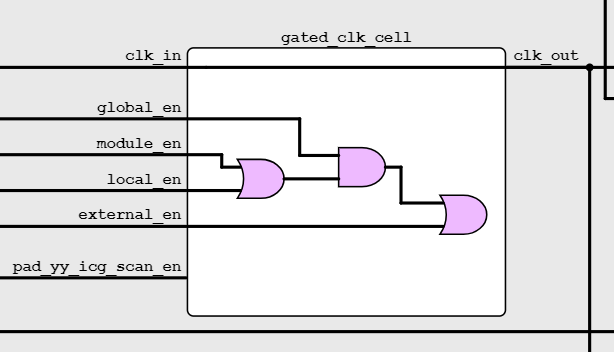 gated_clk_cell
clk_in
clk_out
global_en
module_en
local_en
external_en
pad_yy_icg_scan_en